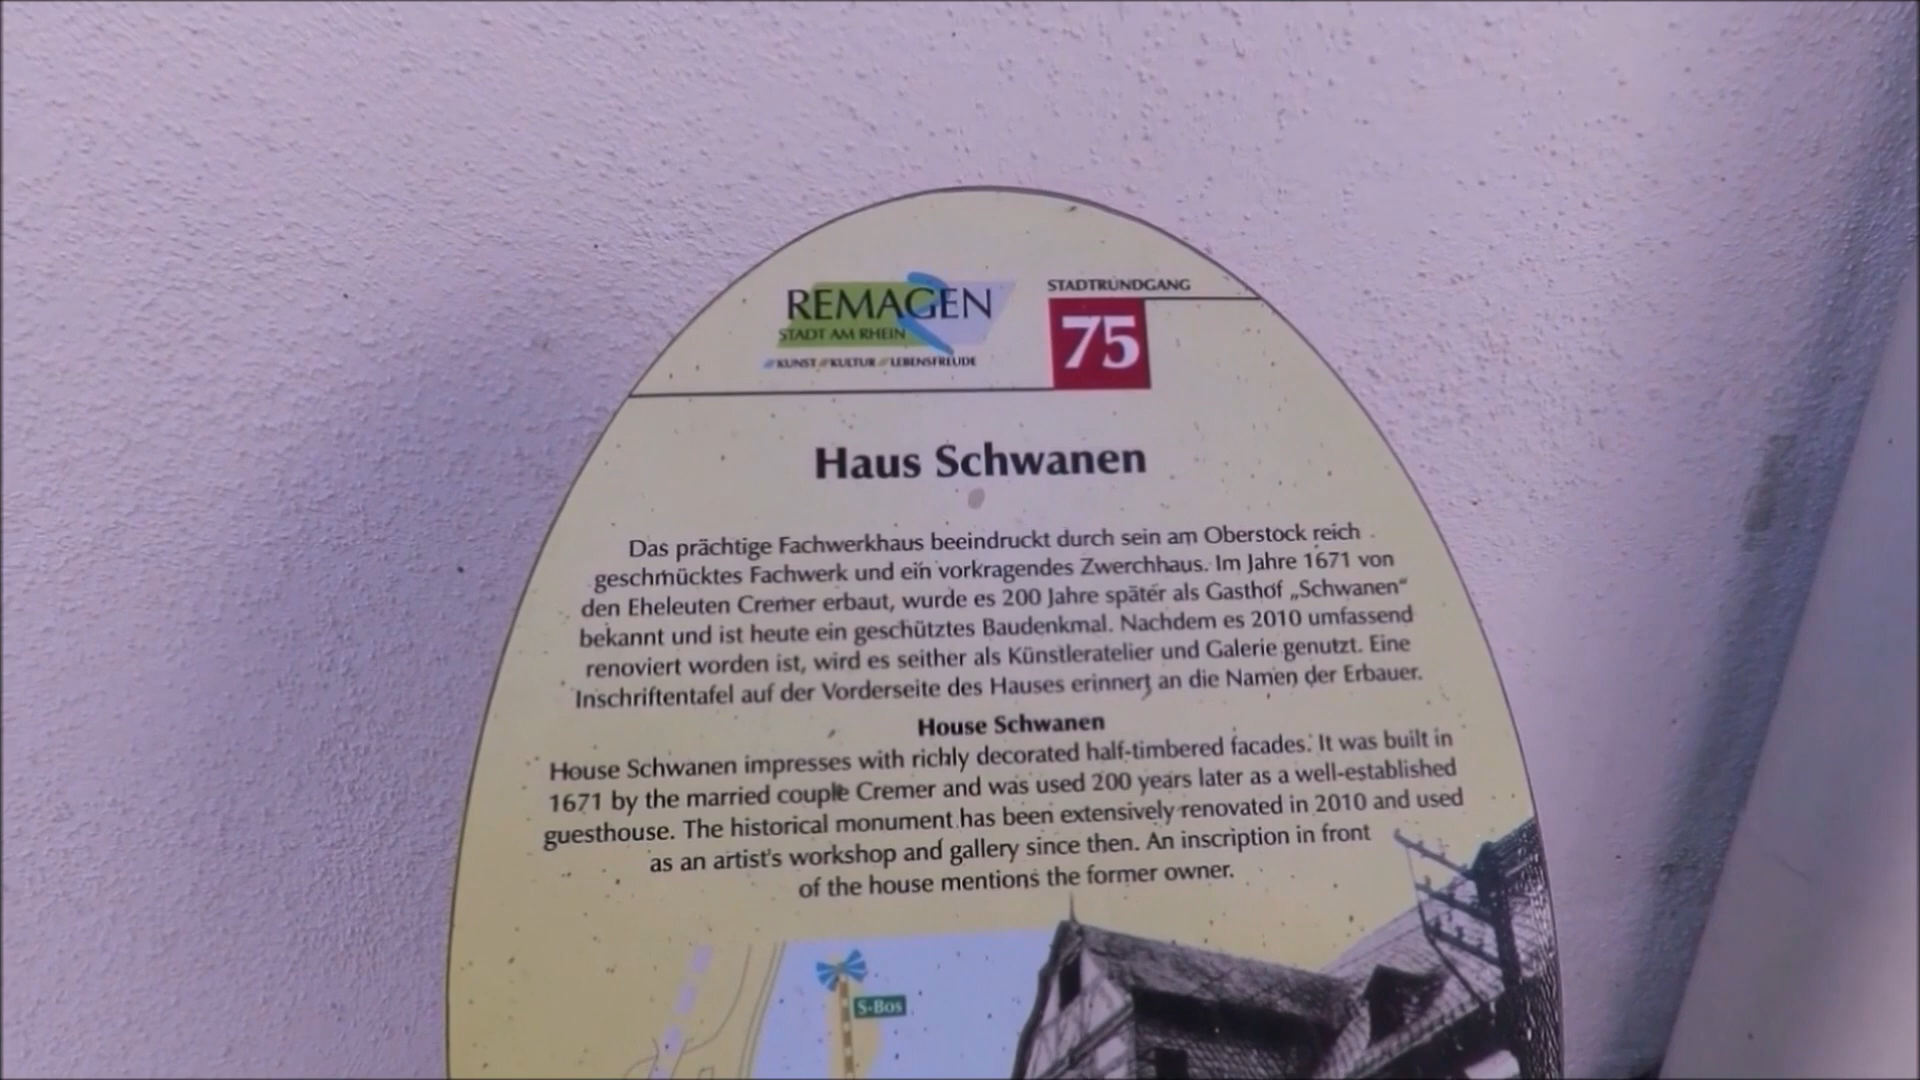 REMAGEN
STADT AM RHEIN
//KUNST//KULTUR//LEBENSFREUDE
STADTRUNDGANG
75
Haus Schwanen
Das prächtige Fachwerkhaus beeindruckt durch sein am Oberstock reich
geschmücktes Fachwerk und ein vorkragendes Zwerchhaus. Im Jahre 1671 von
den Eheleuten Cremer erbaut, wurde es 200 Jahre später als Gasthof „Schwanen“
bekannt und ist heute ein geschütztes Baudenkmal. Nachdem es 2010 umfassend
renoviert worden ist, wird es seither als Künstleratelier und Galerie genutzt. Eine
Inschriftentafel auf der Vorderseite des Hauses erinnert an die Namen der Erbauer.
House Schwanen
House Schwanen impresses with richly decorated half-timbered facades. It was built in
1671 by the married couple Cremer and was used 200 years later as a well-established
guesthouse. The historical monument has been extensively renovated in 2010 and used
as an artist's workshop and gallery since then. An inscription in front
of the house mentions the former owner.
S-Bos